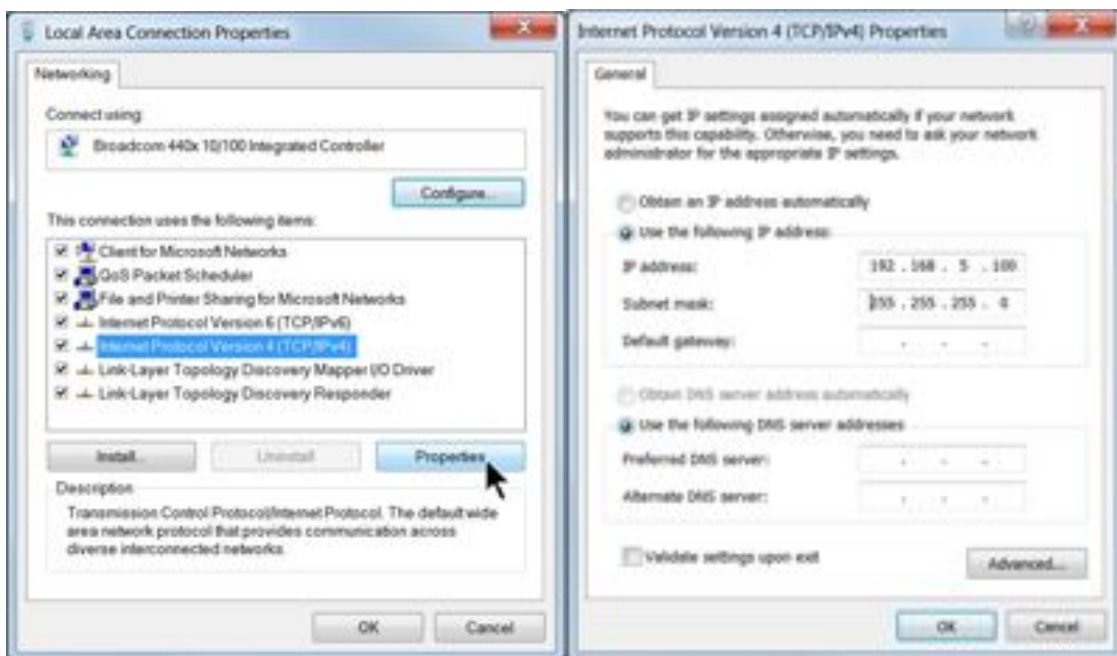 Local Area Connection Properties
Networking
Connect using:
Broadcom 440x 10/100 Integrated Controller
Configure...
This connection uses the following items:
Client for Microsoft Networks
QoS Packet Scheduler
File and Printer Sharing for Microsoft Networks
Internet Protocol Version 6 (TCP/IPv6)
Internet Protocol Version 4 (TCP/IPv4)
Link-Layer Topology Discovery Mapper I/O Driver
Link-Layer Topology Discovery Responder
Install...
Uninstall
Properties
Description
Transmission Control Protocol/Internet Protocol. The default wide
area network protocol that provides communication across
diverse interconnected networks.
OK
Cancel
Internet Protocol Version 4 (TCP/IPv4) Properties
General
You can get IP settings assigned automatically if your network
supports this capability. Otherwise, you need to ask your network
administrator for the appropriate IP settings.
Obtain an IP address automatically
Use the following IP address:
IP address: 192 . 168 . 5 . 100
Subnet mask: 255 . 255 . 255 . 0
Default gateway: . . .
Obtain DNS server address automatically
Use the following DNS server addresses
Preferred DNS server: . . .
Alternate DNS server: . . .
Validate settings upon exit
Advanced...
OK
Cancel